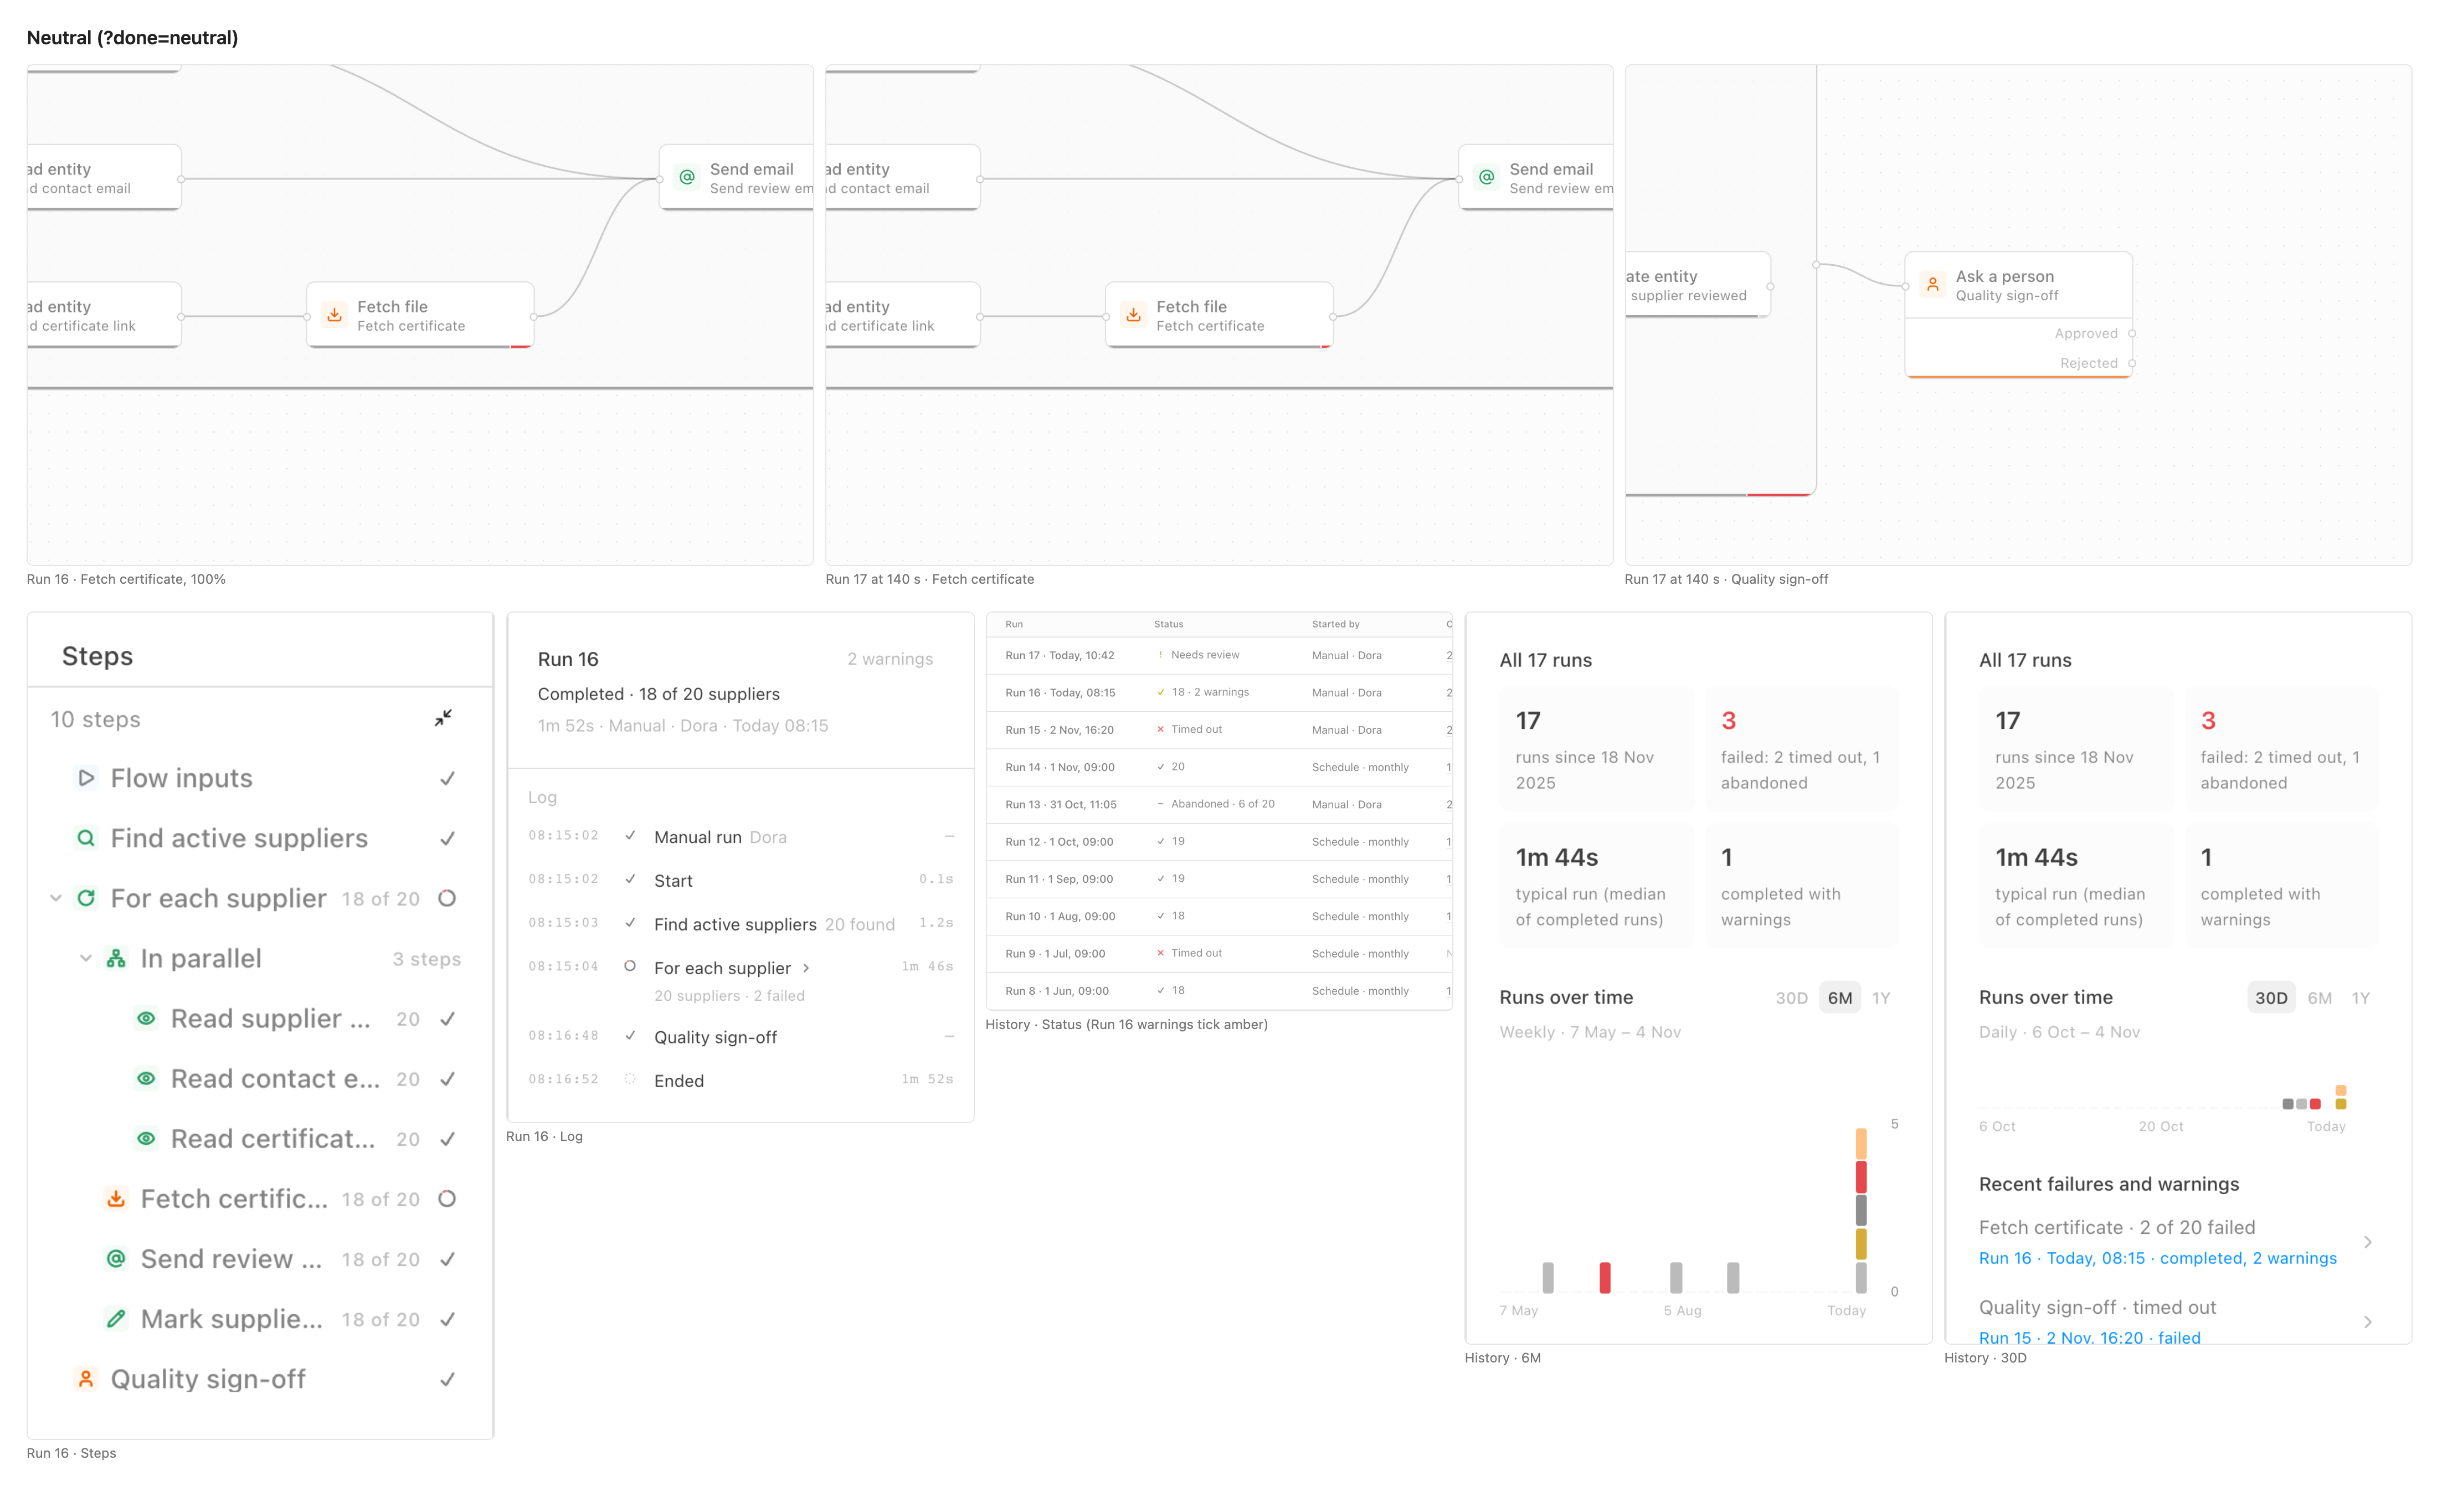 Neutral (?done=neutral)
ad entity
d contact email
Send email
Send review em
ad entity
d certificate link
Fetch file
Fetch certificate
Run 16 · Fetch certificate, 100%
ad entity
d contact email
Send email
Send review em
ad entity
d certificate link
Fetch file
Fetch certificate
Run 17 at 140 s · Fetch certificate
ate entity
supplier reviewed
Ask a person
Quality sign-off
Approved
Rejected
Run 17 at 140 s · Quality sign-off
Steps
10 steps
Flow inputs
Find active suppliers
For each supplier 18 of 20
In parallel 3 steps
Read supplier ... 20
Read contact e... 20
Read certificat... 20
Fetch certific... 18 of 20
Send review ... 18 of 20
Mark supplie... 18 of 20
Quality sign-off
Run 16 · Steps
Run 16 2 warnings
Completed · 18 of 20 suppliers
1m 52s · Manual · Dora · Today 08:15
Log
08:15:02 Manual run Dora –
08:15:02 Start 0.1s
08:15:03 Find active suppliers 20 found 1.2s
08:15:04 For each supplier 1m 46s
20 suppliers · 2 failed
08:16:48 Quality sign-off –
08:16:52 Ended 1m 52s
Run 16 · Log
Run Status Started by
Run 17 · Today, 10:42 ! Needs review Manual · Dora 2
Run 16 · Today, 08:15 ✓ 18 · 2 warnings Manual · Dora 2
Run 15 · 2 Nov, 16:20 × Timed out Manual · Dora 2
Run 14 · 1 Nov, 09:00 ✓ 20 Schedule · monthly 1
Run 13 · 31 Oct, 11:05 – Abandoned · 6 of 20 Manual · Dora 2
Run 12 · 1 Oct, 09:00 ✓ 19 Schedule · monthly 1
Run 11 · 1 Sep, 09:00 ✓ 19 Schedule · monthly 1
Run 10 · 1 Aug, 09:00 ✓ 18 Schedule · monthly 1
Run 9 · 1 Jul, 09:00 × Timed out Schedule · monthly
Run 8 · 1 Jun, 09:00 ✓ 18 Schedule · monthly 1
History · Status (Run 16 warnings tick amber)
All 17 runs
17
runs since 18 Nov
2025
3
failed: 2 timed out, 1
abandoned
1m 44s
typical run (median
of completed runs)
1
completed with
warnings
Runs over time 30D 6M 1Y
Weekly · 7 May – 4 Nov
5
0
7 May 5 Aug Today
History · 6M
All 17 runs
17
runs since 18 Nov
2025
3
failed: 2 timed out, 1
abandoned
1m 44s
typical run (median
of completed runs)
1
completed with
warnings
Runs over time 30D 6M 1Y
Daily · 6 Oct – 4 Nov
6 Oct 20 Oct Today
Recent failures and warnings
Fetch certificate · 2 of 20 failed
Run 16 · Today, 08:15 · completed, 2 warnings
Quality sign-off · timed out
Run 15 · 2 Nov, 16:20 · failed
History · 30D